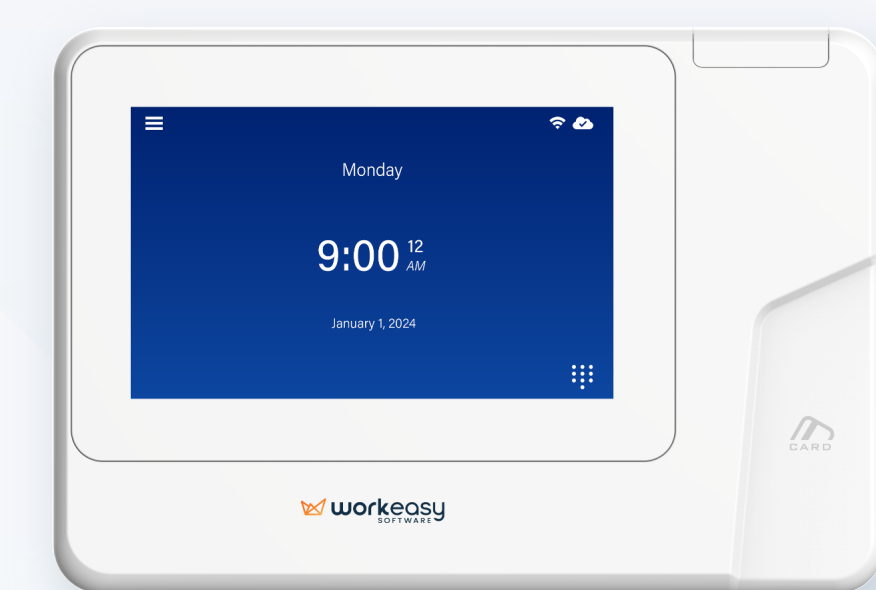 Monday
9:00 12
AM
January 1, 2024
CARD
workeasy
SOFTWARE